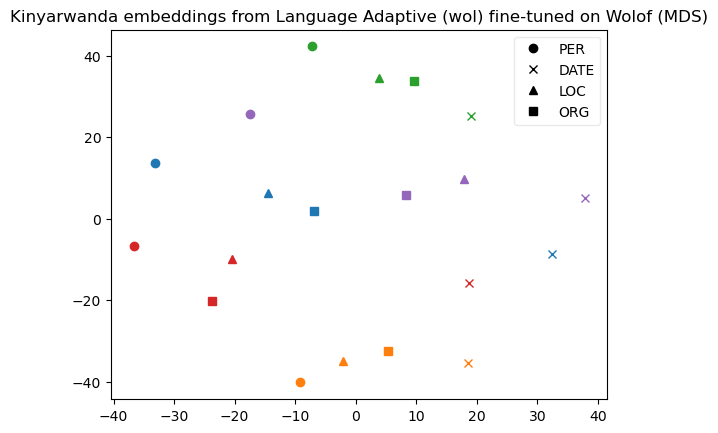 Kinyarwanda embeddings from Language Adaptive (wol) fine-tuned on Wolof (MDS)
PER
DATE
LOC
ORG
40
20
0
−20
−40
−40
−30
−20
−10
0
10
20
30
40